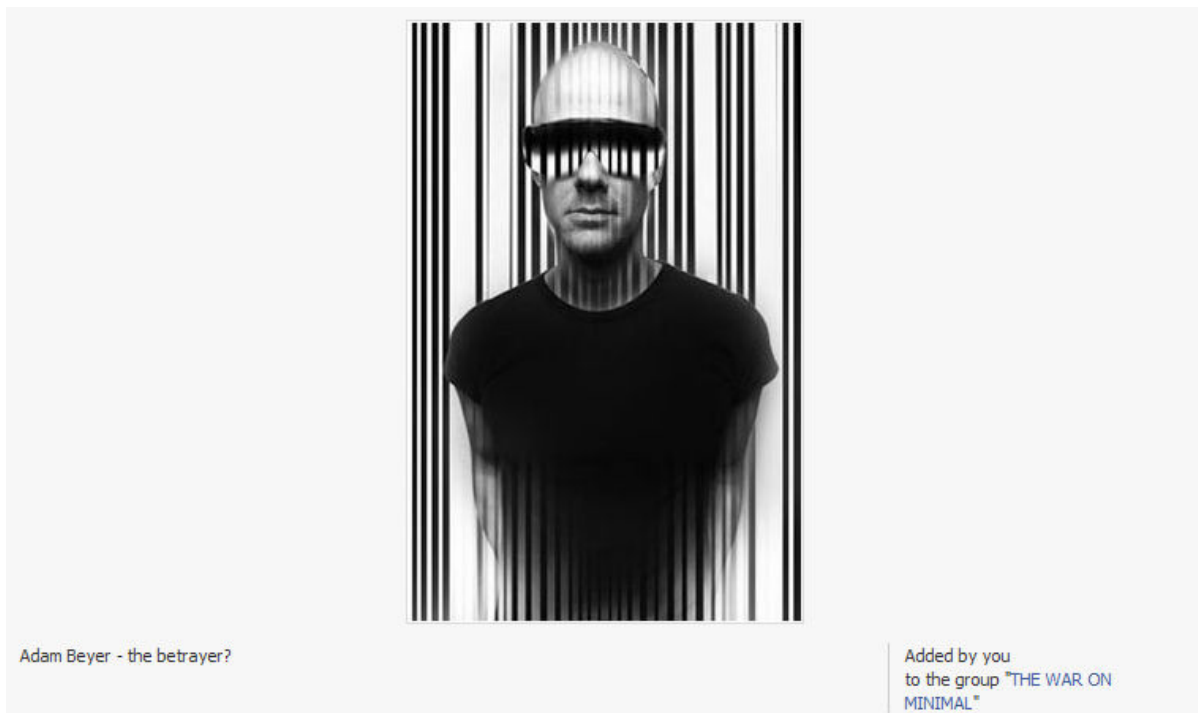 Adam Beyer - the betrayer?
Added by you
to the group "THE WAR ON
MINIMAL"